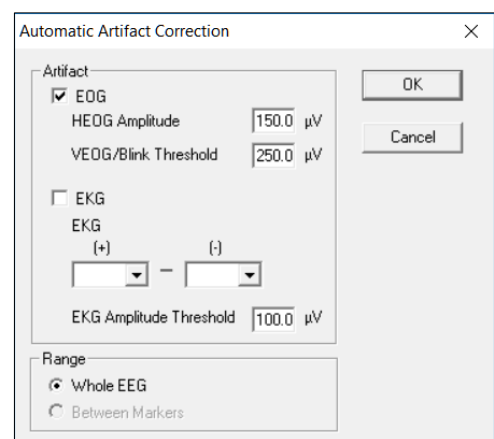 Automatic Artifact Correction
Artifact
EOG
HEOG Amplitude 150.0 µV
VEOG/Blink Threshold 250.0 µV
EKG
EKG
(+) (-)
–
EKG Amplitude Threshold 100.0 µV
Range
Whole EEG
Between Markers
OK
Cancel